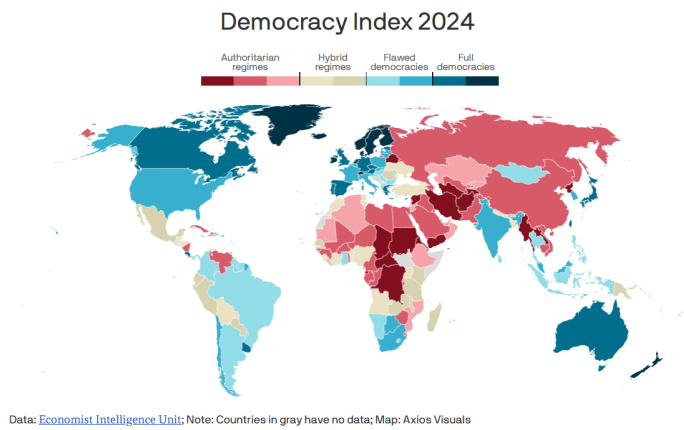 Democracy Index 2024
Authoritarian regimes
Hybrid regimes
Flawed democracies
Full democracies
Data: Economist Intelligence Unit; Note: Countries in gray have no data; Map: Axios Visuals